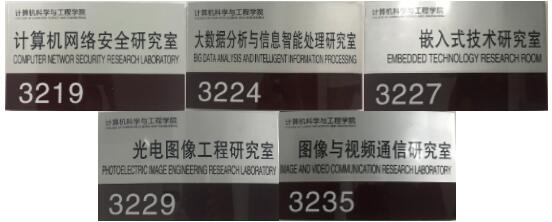 计算机科学与工程学院
计算机网络安全研究室
COMPUTER NETWOR SECURITY RESEARCH LABORATORY
3219
计算机科学与工程学院
大数据分析与信息智能处理研究室
BIG DATA ANALYSIS AND INTELLIGENT INFORMATION PROCESSING
3224
计算机科学与工程学院
嵌入式技术研究室
EMBEDDED TECHNOLOGY RESEARCH ROOM
3227
计算机科学与工程学院
光电图像工程研究室
PHOTOELECTRIC IMAGE ENGINEERING RESEARCH LABORATORY
3229
计算机科学与工程学院
图像与视频通信研究室
IMAGE AND VIDEO COMMUNICATION RESEARCH LABORATORY
3235